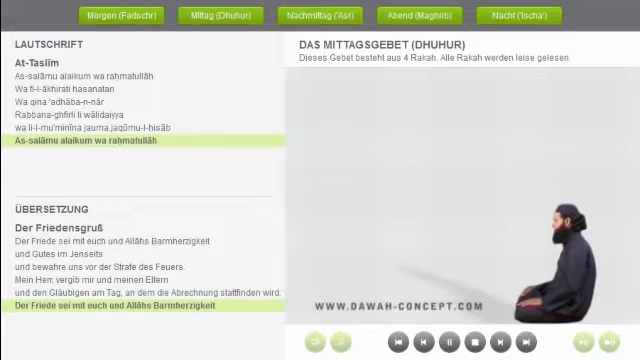 Morgen (Fadschr)
Mittag (Dhuhur)
Nachmittag ('Asr)
Abend (Maghiib)
Nacht ('Ischa')
LAUTSCHRIFT
At-Taslīm
As-salāmu alaikum wa raḥmatullāh
Wa fi-l-ākhirati hasanatan
Wa qina 'adhāba-n-nār
Rabbana-ghfirli li wālidaiyya
wa li-l-mu'minīna jauma jaqūmu-l-ḥisāb
As-salāmu alaikum wa raḥmatullāh
ÜBERSETZUNG
Der Friedensgruß
Der Friede sei mit euch und Allāhs Barmherzigkeit
und Gutes im Jenseits
und bewahre uns vor der Strafe des Feuers.
Mein Herr, vergib mir und meinen Eltern
und den Gläubigen am Tag, an dem die Abrechnung stattfinden wird.
Der Friede sei mit euch und Allāhs Barmherzigkeit
DAS MITTAGSGEBET (DHUHUR)
Dieses Gebet besteht aus 4 Rakah. Alle Rakah werden leise gelesen.
WWW.DAWAH-CONCEPT.COM